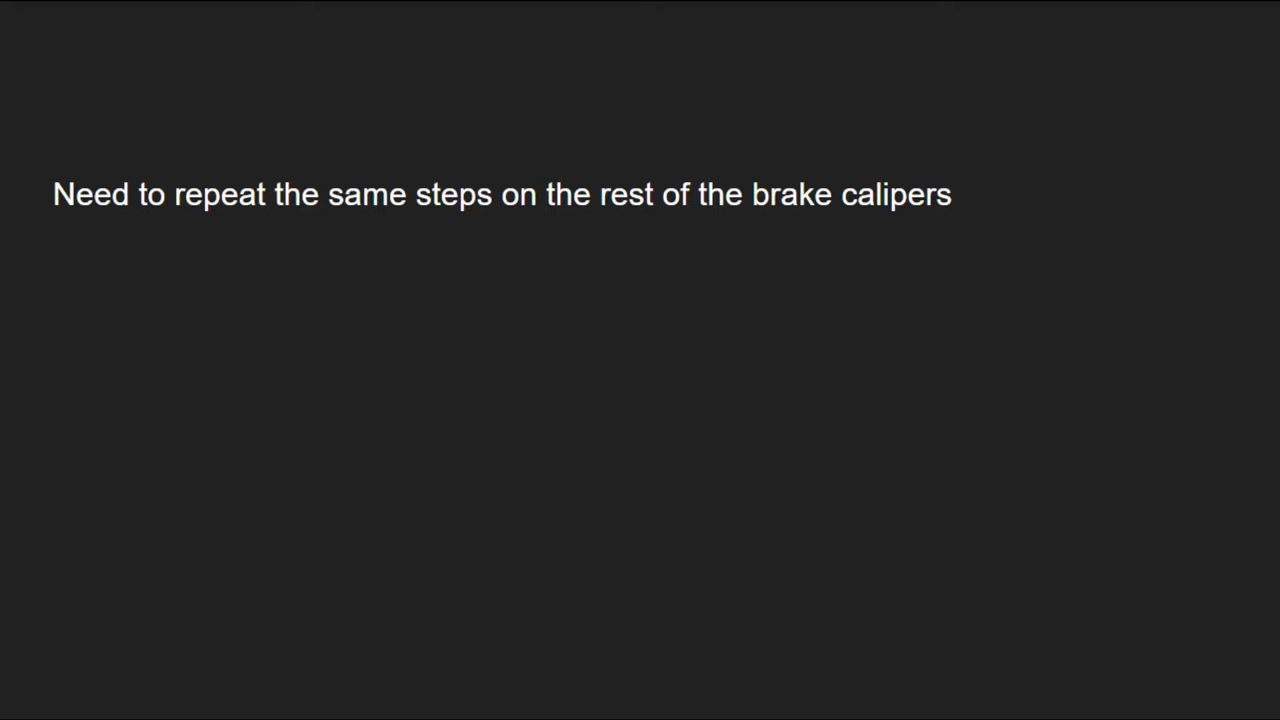 Need to repeat the same steps on the rest of the brake calipers